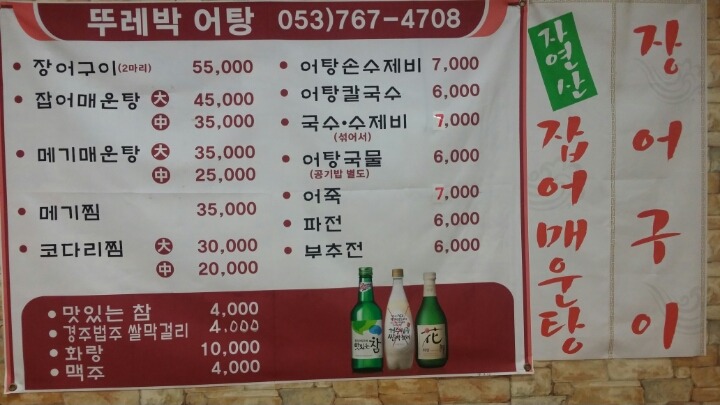 뚜레박 어탕 053)767-4708
장어구이(2마리) 55,000
잡어매운탕 大 45,000
中 35,000
메기매운탕 大 35,000
中 25,000
메기찜 35,000
코다리찜 大 30,000
中 20,000
어탕손수제비 7,000
어탕칼국수 6,000
국수·수제비 7,000
(섞어서)
어탕국물 6,000
(공기밥 별도)
어죽 7,000
파전 6,000
부추전 6,000
맛있는 참 4,000
경주법주 쌀막걸리 4,000
화랑 10,000
맥주 4,000
맛있는 참
花
자연산
잡어매운탕
장어구이